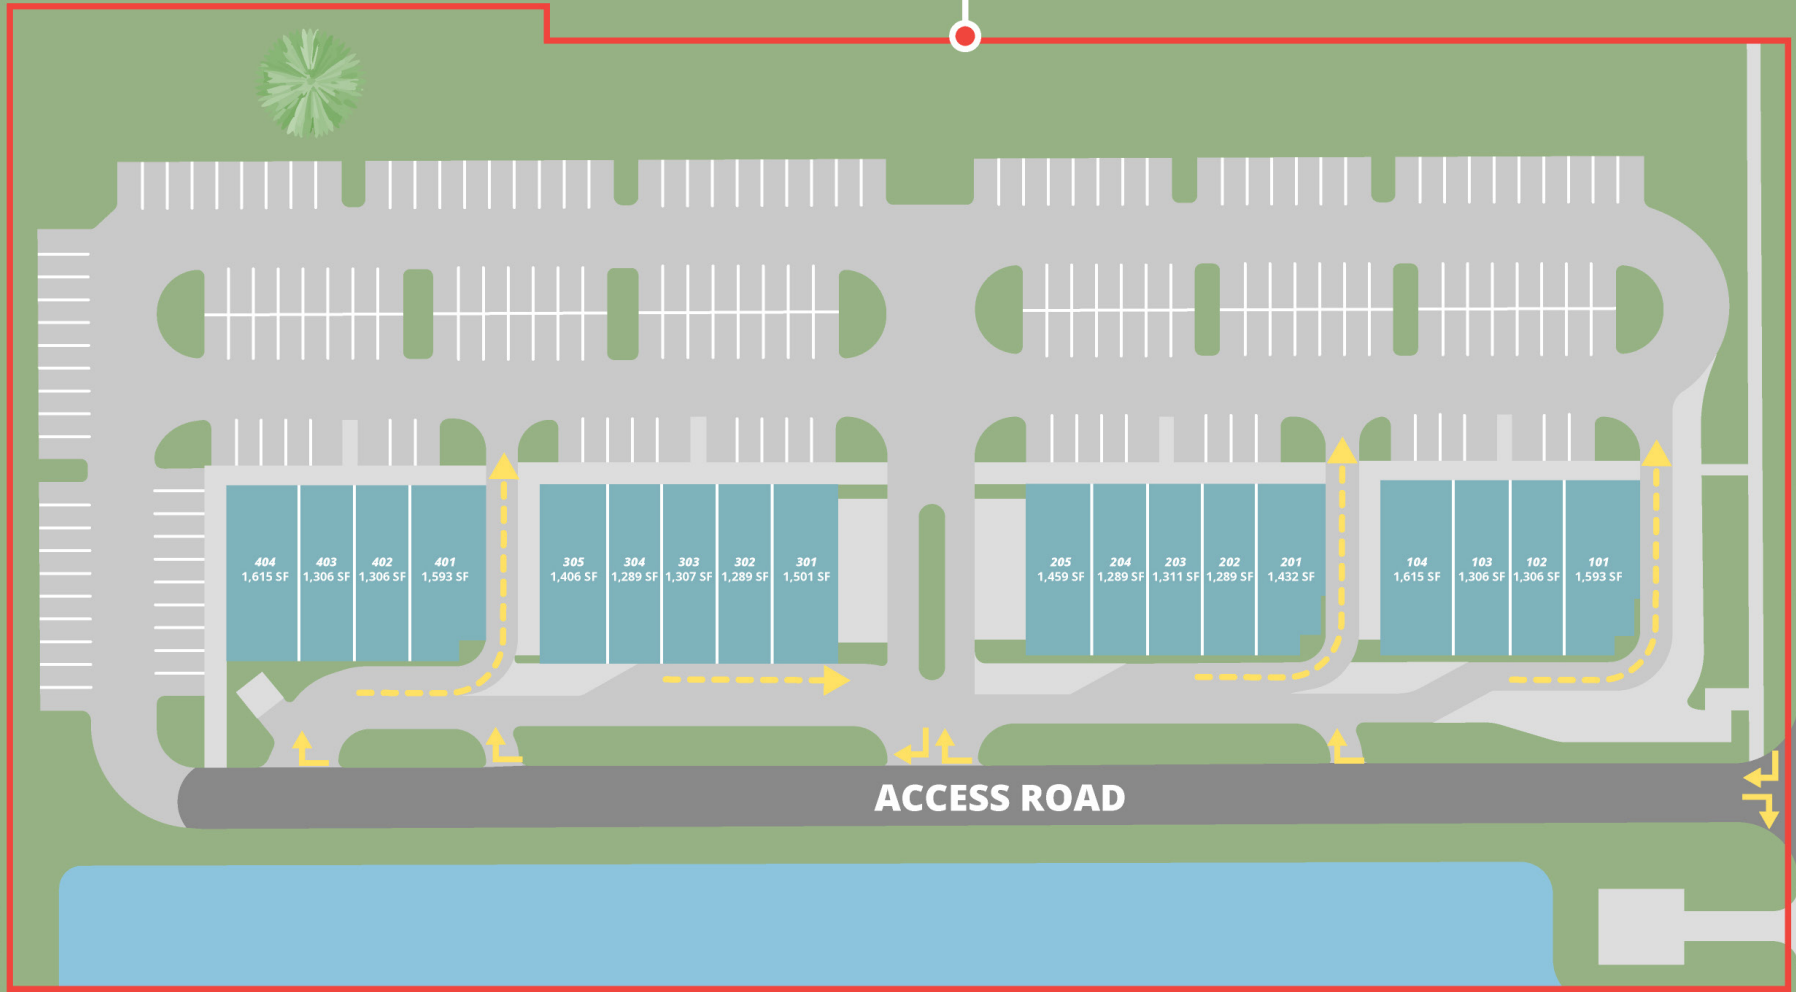 404
1,615 SF
403
1,306 SF
402
1,306 SF
401
1,593 SF
305
1,406 SF
304
1,289 SF
303
1,307 SF
302
1,289 SF
301
1,501 SF
205
1,459 SF
204
1,289 SF
203
1,311 SF
202
1,289 SF
201
1,432 SF
104
1,615 SF
103
1,306 SF
102
1,306 SF
101
1,593 SF
ACCESS ROAD